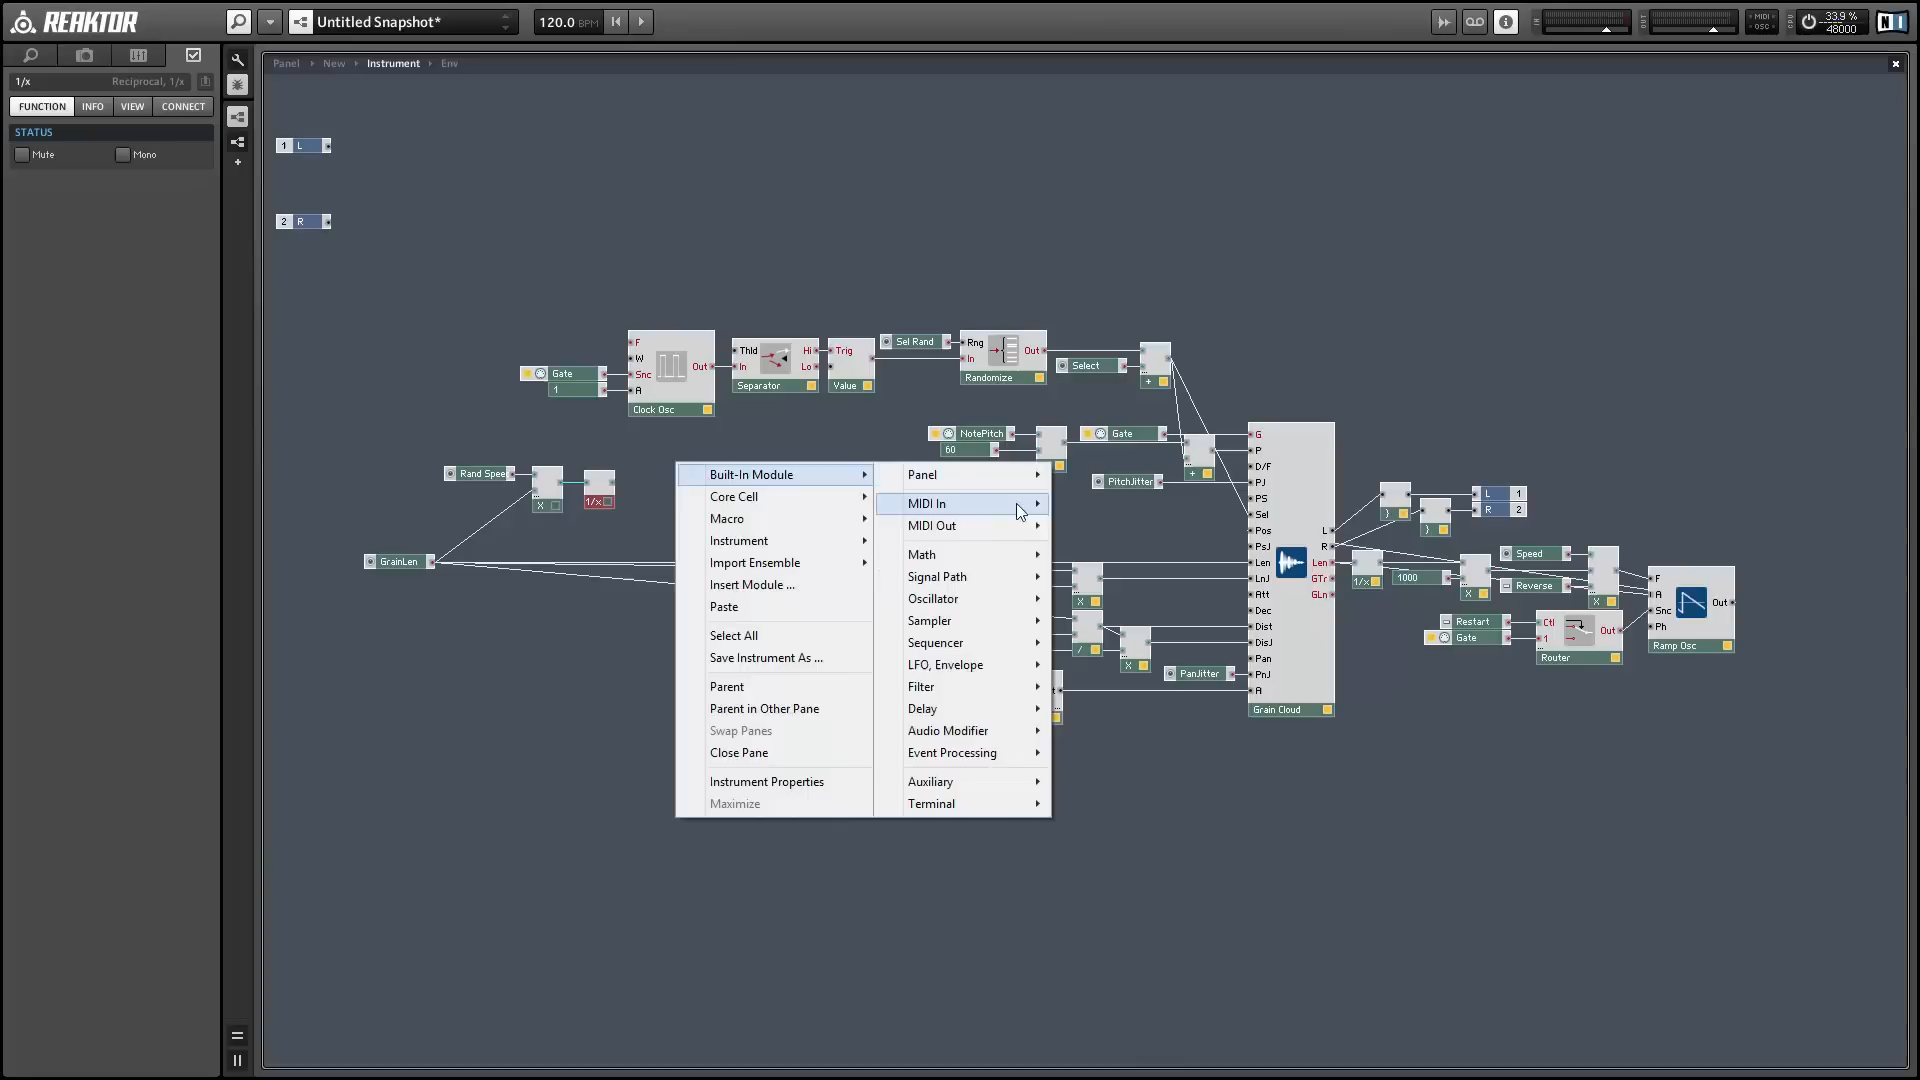 REAKTOR
Untitled Snapshot*
120.0 BPM
MIDI
OSC
33.9 %
48000
Panel
New
Instrument
Env
1/x
Reciprocal, 1/x
FUNCTION
INFO
VIEW
CONNECT
STATUS
Mute
Mono
1 L
2 R
F
W
Snc
A
Out
Clock Osc
Gate
1
Thld
In
Hi
Lo
Separator
Trig
Value
Sel Rand
Rng
In
Out
Randomize
Select
+
NotePitch
60
Gate
+
PitchJitter
Rand Spee
X
1/x
GrainLen
Built-In Module
Core Cell
Macro
Instrument
Import Ensemble
Insert Module ...
Paste
Select All
Save Instrument As ...
Parent
Parent in Other Pane
Swap Panes
Close Pane
Instrument Properties
Maximize
Panel
MIDI In
MIDI Out
Math
Signal Path
Oscillator
Sampler
Sequencer
LFO, Envelope
Filter
Delay
Audio Modifier
Event Processing
Auxiliary
Terminal
X
/
X
PanJitter
G
P
D/F
PJ
PS
Sel
Pos
PsJ
Len
LnJ
Att
Dec
Dist
DisJ
Pan
PnJ
A
L
R
Len
GTr
GLn
Grain Cloud
}
}
L 1
R 2
1/x
1000
X
Speed
Reverse
X
Restart
Gate
Ctl
1
Out
Router
F
A
Snc
Ph
Out
Ramp Osc